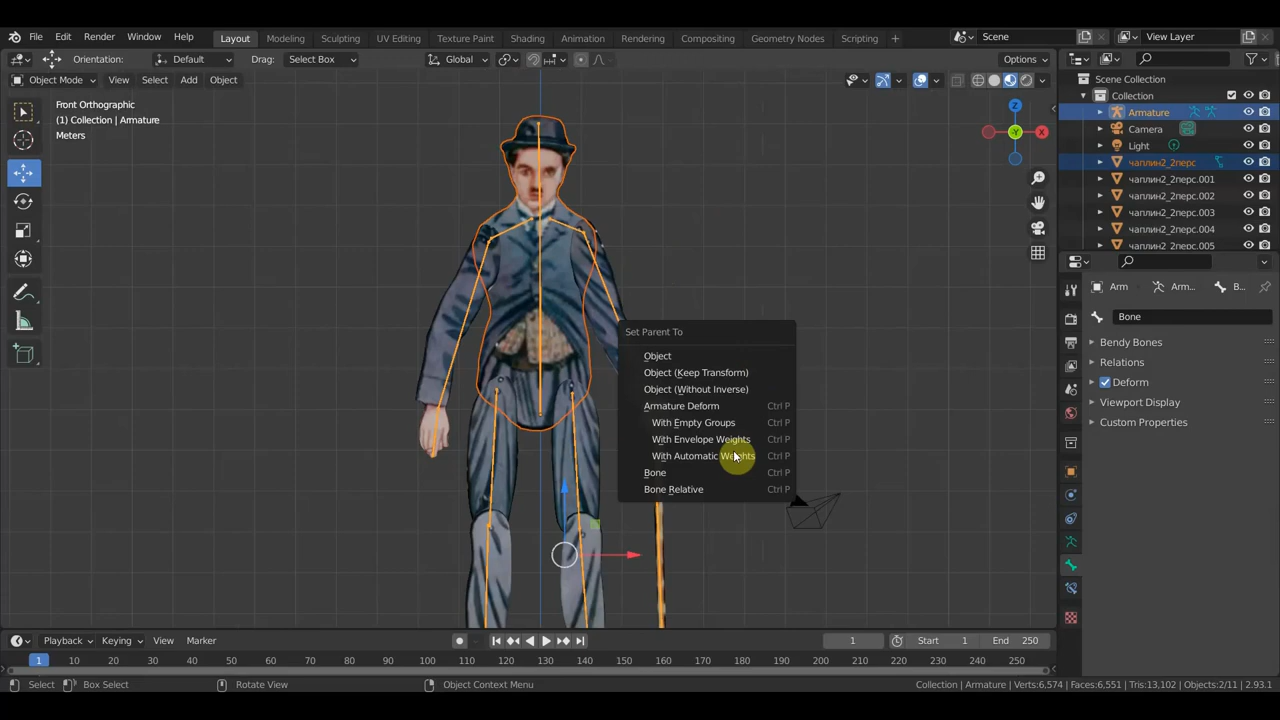 File Edit Render Window Help Layout Modeling Sculpting UV Editing Texture Paint Shading Animation Rendering Compositing Geometry Nodes Scripting + Scene View Layer
Orientation: Default Drag: Select Box Global Options
Object Mode View Select Add Object
Front Orthographic
(1) Collection | Armature
Meters
Z
X
-Y
Scene Collection
Collection
Armature
Camera
Light
чаплин2_2перс
чаплин2_2перс.001
чаплин2_2перс.002
чаплин2_2перс.003
чаплин2_2перс.004
чаплин2_2перс.005
Arm Arm... B...
Bone
Bendy Bones
Relations
Deform
Viewport Display
Custom Properties
Set Parent To
Object
Object (Keep Transform)
Object (Without Inverse)
Armature Deform Ctrl P
With Empty Groups Ctrl P
With Envelope Weights Ctrl P
With Automatic Weights Ctrl P
Bone Ctrl P
Bone Relative Ctrl P
Playback Keying View Marker 1 Start 1 End 250
1 10 20 30 40 50 60 70 80 90 100 110 120 130 140 150 160 170 180 190 200 210 220 230 240 250
Select Box Select Rotate View Object Context Menu Collection | Armature | Verts:6,574 | Faces:6,551 | Tris:13,102 | Objects:2/11 | 2.93.1